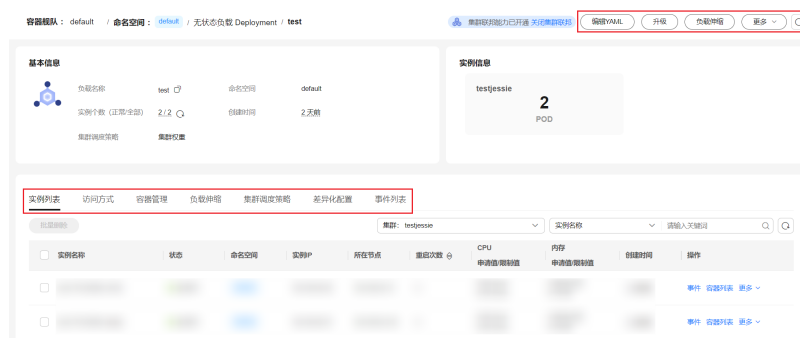 容器舰队： default / 命名空间： default / 无状态负载 Deployment / test
集群联邦能力已开通 关闭集群联邦
编辑YAML 升级 负载伸缩 更多
基本信息
负载名称 test 命名空间 default
实例个数（正常/全部） 2 / 2 创建时间 2 天前
集群调度策略 集群权重
实例信息
testjessie
2
POD
实例列表 访问方式 容器管理 负载伸缩 集群调度策略 差异化配置 事件列表
批量删除 集群： testjessie 实例名称 请输入关键词
实例名称 状态 命名空间 实例IP 所在节点 重启次数 CPU 申请值/限制值 内存 申请值/限制值 创建时间 操作
事件 容器列表 更多
事件 容器列表 更多